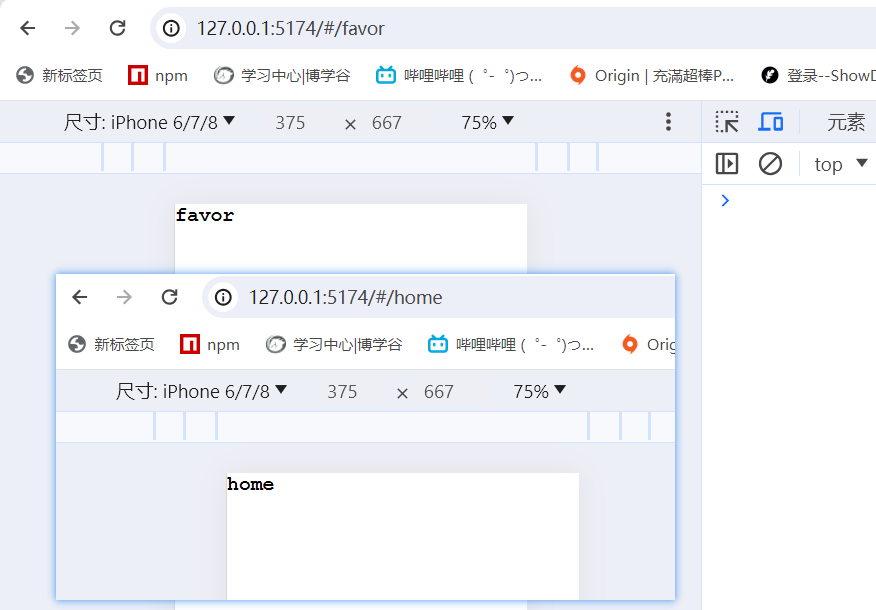 127.0.0.1:5174/#/favor
新标签页 npm 学习中心|博学谷 哔哩哔哩 ( ゜- ゜)つ... Origin | 充滿超棒P... 登录--ShowD
尺寸: iPhone 6/7/8 375 × 667 75% 元素
top
favor
127.0.0.1:5174/#/home
新标签页 npm 学习中心|博学谷 哔哩哔哩 ( ゜- ゜)つ... Orig
尺寸: iPhone 6/7/8 375 × 667 75%
home